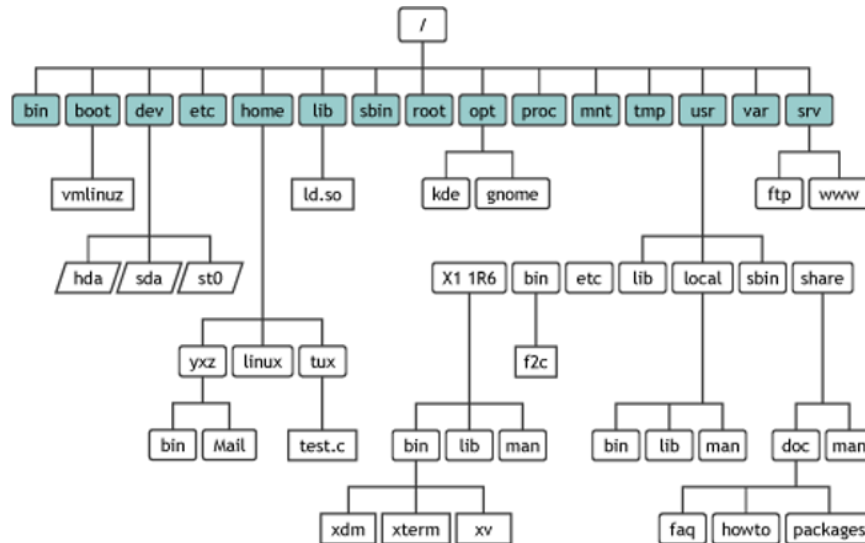 /
bin boot dev etc home lib sbin root opt proc mnt tmp usr var srv
vmlinuz ld.so kde gnome ftp www
hda sda st0 X1 1R6 bin etc lib local sbin share
yxz linux tux f2c
bin Mail test.c bin lib man bin lib man doc man
xdm xterm xv faq howto packages